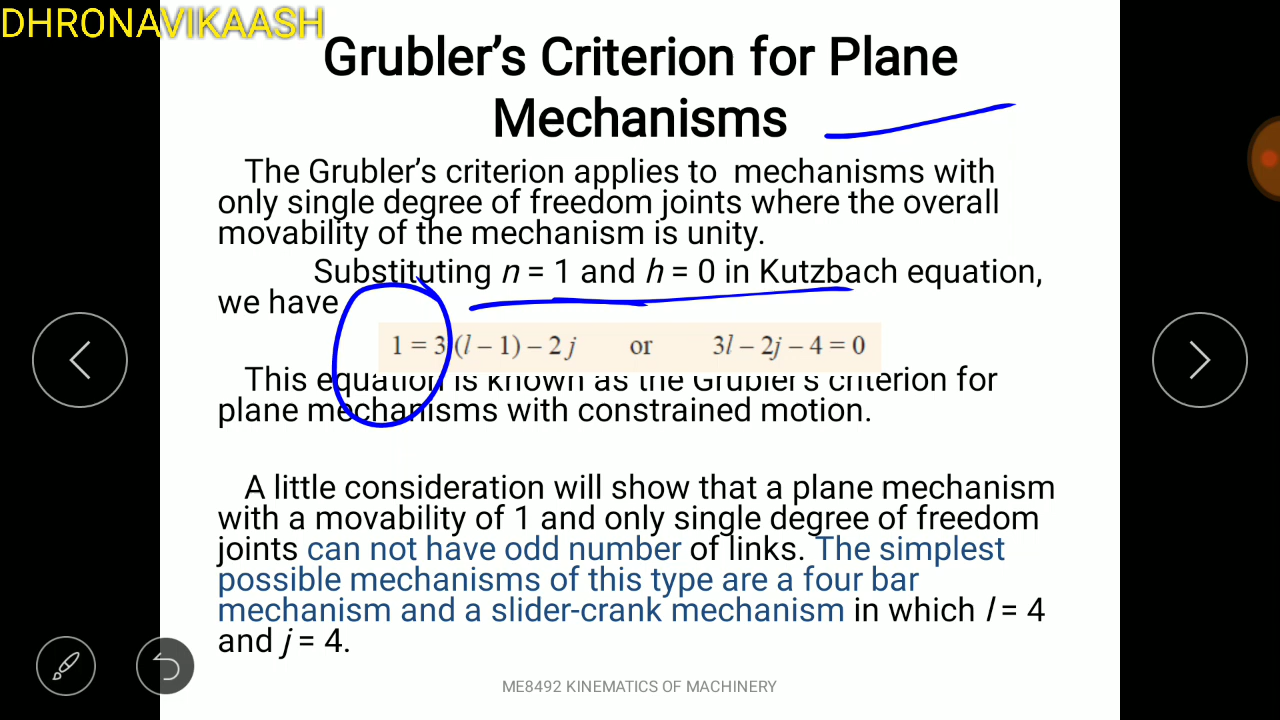 DHRONAVIKAASH
Grubler’s Criterion for Plane
Mechanisms
The Grubler’s criterion applies to mechanisms with
only single degree of freedom joints where the overall
movability of the mechanism is unity.
Substituting n = 1 and h = 0 in Kutzbach equation,
we have
1 = 3 (l – 1) – 2 j or 3l – 2j – 4 = 0
This equation is known as the Grubler's criterion for
plane mechanisms with constrained motion.
A little consideration will show that a plane mechanism
with a movability of 1 and only single degree of freedom
joints can not have odd number of links. The simplest
possible mechanisms of this type are a four bar
mechanism and a slider-crank mechanism in which l = 4
and j = 4.
ME8492 KINEMATICS OF MACHINERY